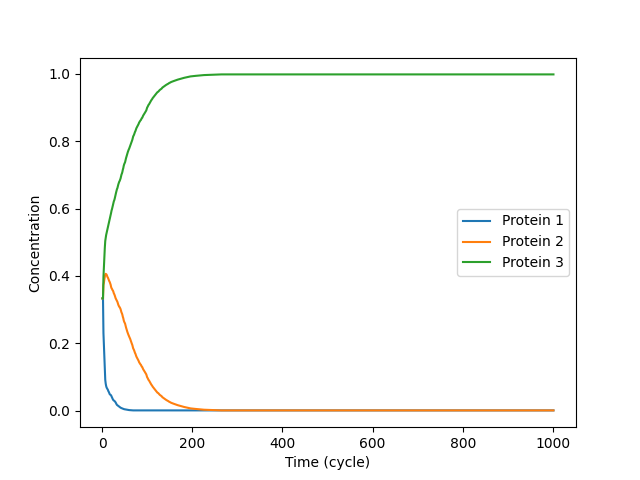 1.0
0.8
0.6
0.4
0.2
0.0
Concentration
Protein 1
Protein 2
Protein 3
0 200 400 600 800 1000
Time (cycle)